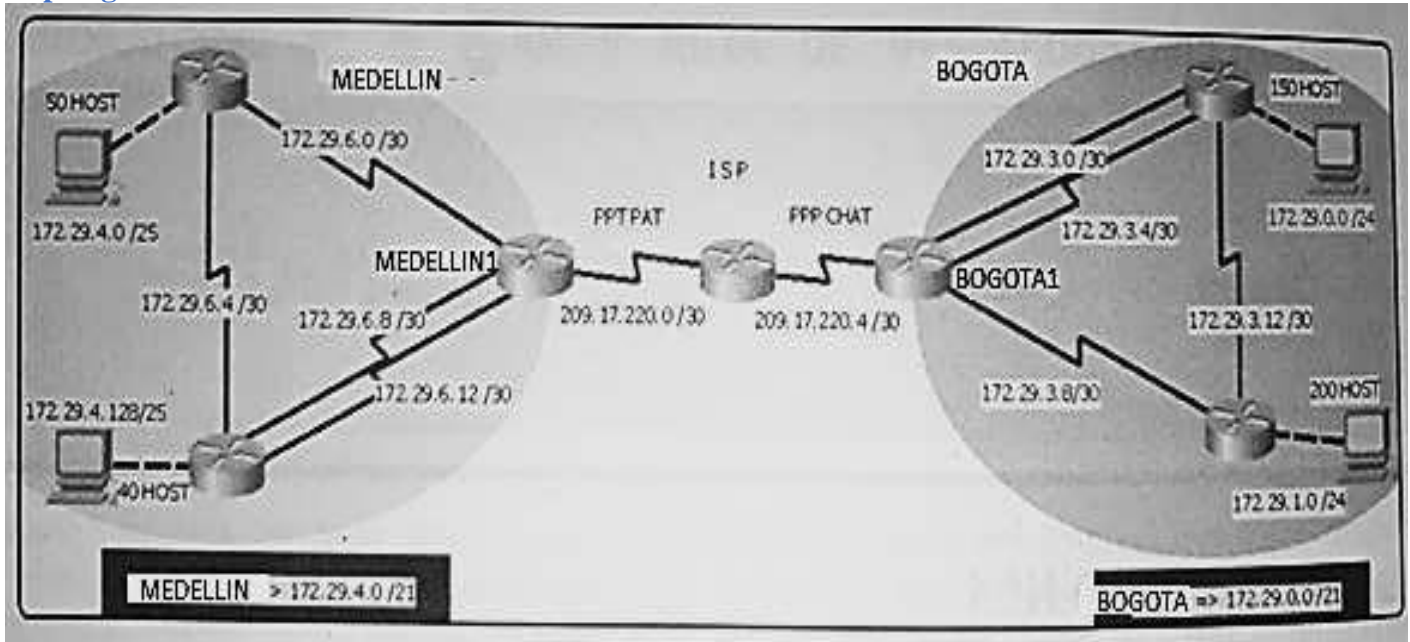 MEDELLIN - -
50 HOST
172.29.6.0 /30
172.29.4.0 /25
MEDELLIN1
172.29.6.4 /30
172.29.6.8 /30
172.29.6.12 /30
172.29.4.128/25
40 HOST
MEDELLIN > 172.29.4.0 /21
ISP
PPT PAT
PPP CHAT
209.17.220.0 /30
209.17.220.4 /30
BOGOTA
150 HOST
172.29.3.0 /30
172.29.0.0 /24
172.29.3.4/30
BOGOTA1
172.29.3.12 /30
172.29.3.8/30
200 HOST
172.29.1.0 /24
BOGOTA => 172.29.0.0 /21